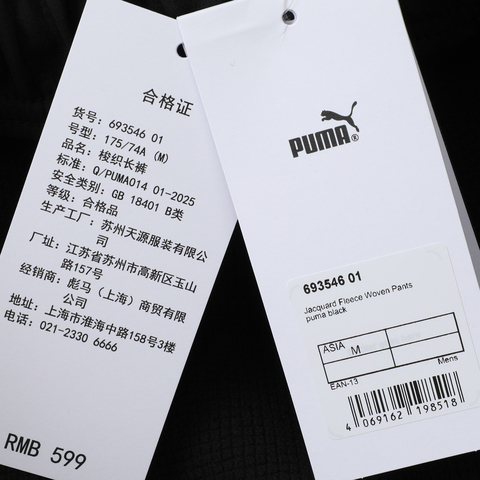 合格证
货号: 693546 01
号型: 175/74A (M)
品名: 梭织长裤
标准: Q/PUMA014 01-2025
安全类别: GB 18401 B类
等级: 合格品
生产工厂: 苏州天源服装有限公
司
厂址: 江苏省苏州市高新区玉山
路157号
经销商: 彪马（上海）商贸有限
公司
地址: 上海市淮海中路158号3楼
电话: 021-2330 6666
RMB 599
PUMA®
693546 01
Jacquard Fleece Woven Pants
puma black
ASIA M
Mens
EAN-13
4 069162 198518